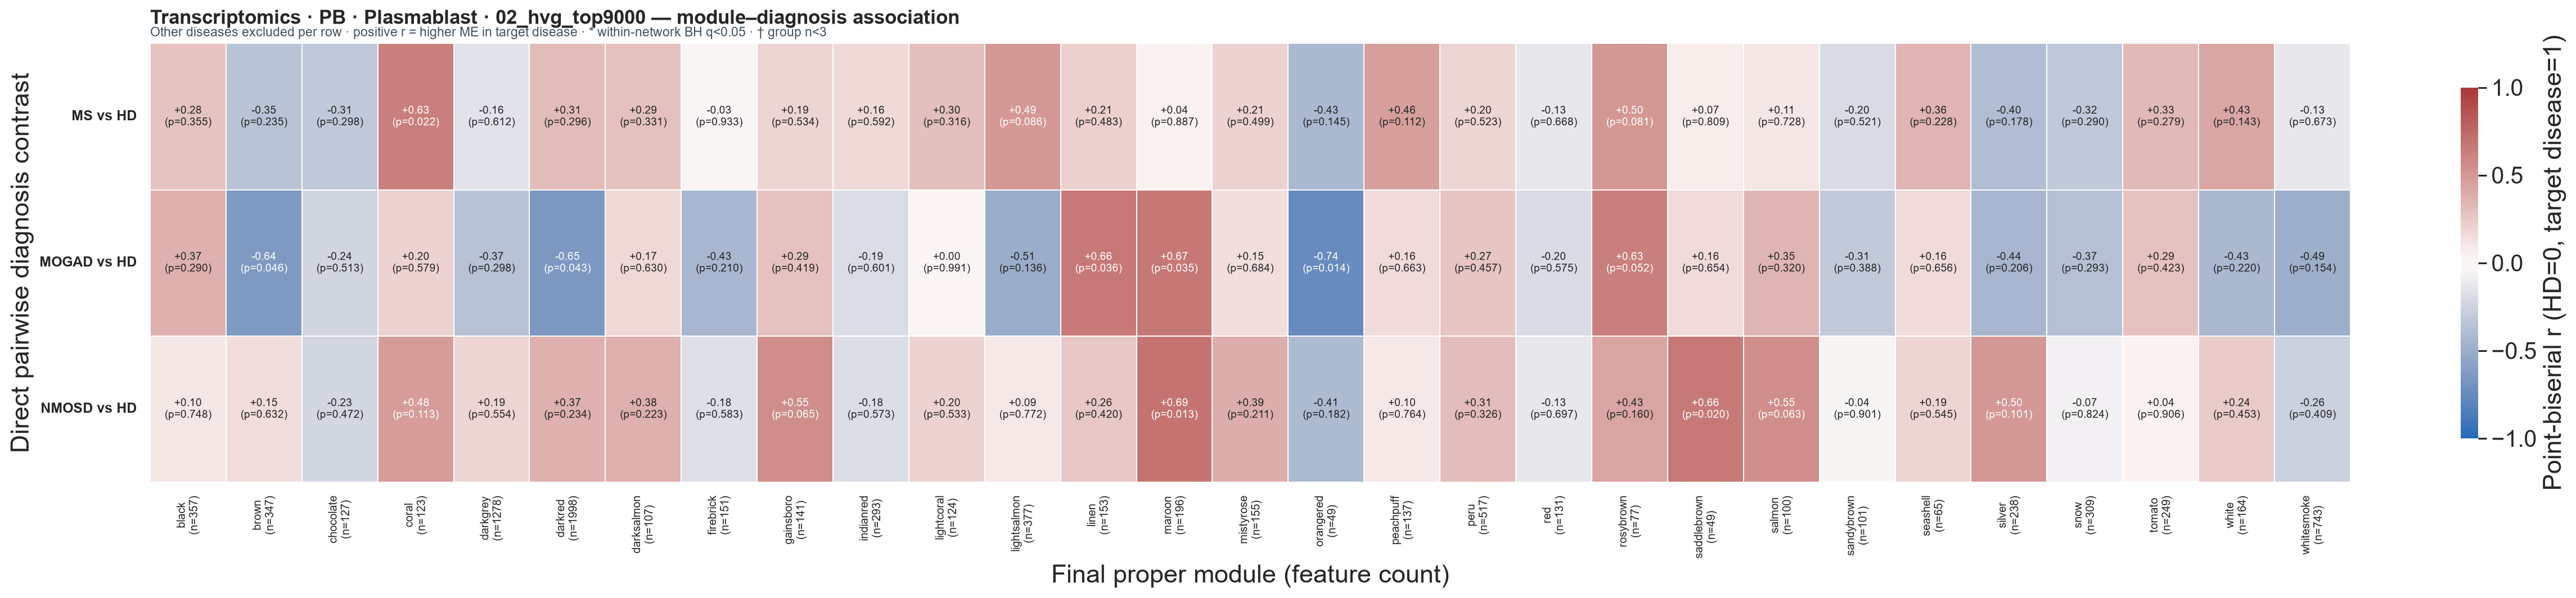 Transcriptomics · PB · Plasmablast · 02_hvg_top9000 — module–diagnosis association
Other diseases excluded per row · positive r = higher ME in target disease · * within-network BH q<0.05 · † group n<3
Direct pairwise diagnosis contrast
MS vs HD
+0.28 -0.35 -0.31 +0.63 -0.16 +0.31 +0.29 -0.03 +0.19 +0.16 +0.30 +0.49 +0.21 +0.04 +0.21 -0.43 +0.46 +0.20 -0.13 +0.50 +0.07 +0.11 -0.20 +0.36 -0.40 -0.32 +0.33 +0.43 -0.13
(p=0.355) (p=0.235) (p=0.298) (p=0.022) (p=0.612) (p=0.296) (p=0.331) (p=0.933) (p=0.534) (p=0.592) (p=0.316) (p=0.086) (p=0.483) (p=0.887) (p=0.499) (p=0.145) (p=0.112) (p=0.523) (p=0.668) (p=0.081) (p=0.809) (p=0.728) (p=0.521) (p=0.228) (p=0.178) (p=0.290) (p=0.279) (p=0.143) (p=0.673)
MOGAD vs HD
+0.37 -0.64 -0.24 +0.20 -0.37 -0.65 +0.17 -0.43 +0.29 -0.19 +0.00 -0.51 +0.66 +0.67 +0.15 -0.74 +0.16 +0.27 -0.20 +0.63 +0.16 +0.35 -0.31 +0.16 -0.44 -0.37 +0.29 -0.43 -0.49
(p=0.290) (p=0.046) (p=0.513) (p=0.579) (p=0.298) (p=0.043) (p=0.630) (p=0.210) (p=0.419) (p=0.601) (p=0.991) (p=0.136) (p=0.036) (p=0.035) (p=0.684) (p=0.014) (p=0.663) (p=0.457) (p=0.575) (p=0.052) (p=0.654) (p=0.320) (p=0.388) (p=0.656) (p=0.206) (p=0.293) (p=0.423) (p=0.220) (p=0.154)
NMOSD vs HD
+0.10 +0.15 -0.23 +0.48 +0.19 +0.37 +0.38 -0.18 +0.55 -0.18 +0.20 +0.09 +0.26 +0.69 +0.39 -0.41 +0.10 +0.31 -0.13 +0.43 +0.66 +0.55 -0.04 +0.19 +0.50 -0.07 +0.04 +0.24 -0.26
(p=0.748) (p=0.632) (p=0.472) (p=0.113) (p=0.554) (p=0.234) (p=0.223) (p=0.583) (p=0.065) (p=0.573) (p=0.533) (p=0.772) (p=0.420) (p=0.013) (p=0.211) (p=0.182) (p=0.764) (p=0.326) (p=0.697) (p=0.160) (p=0.020) (p=0.063) (p=0.901) (p=0.545) (p=0.101) (p=0.824) (p=0.906) (p=0.453) (p=0.409)
black
(n=357)
brown
(n=347)
chocolate
(n=127)
coral
(n=123)
darkgrey
(n=1278)
darkred
(n=1998)
darksalmon
(n=107)
firebrick
(n=151)
gainsboro
(n=141)
indianred
(n=293)
lightcoral
(n=124)
lightsalmon
(n=377)
linen
(n=153)
maroon
(n=196)
mistyrose
(n=155)
orangered
(n=49)
peachpuff
(n=137)
peru
(n=517)
red
(n=131)
rosybrown
(n=77)
saddlebrown
(n=49)
salmon
(n=100)
sandybrown
(n=101)
seashell
(n=65)
silver
(n=238)
snow
(n=309)
tomato
(n=249)
white
(n=164)
whitesmoke
(n=743)
Final proper module (feature count)
1.0
0.5
0.0
−0.5
−1.0
Point-biserial r (HD=0, target disease=1)